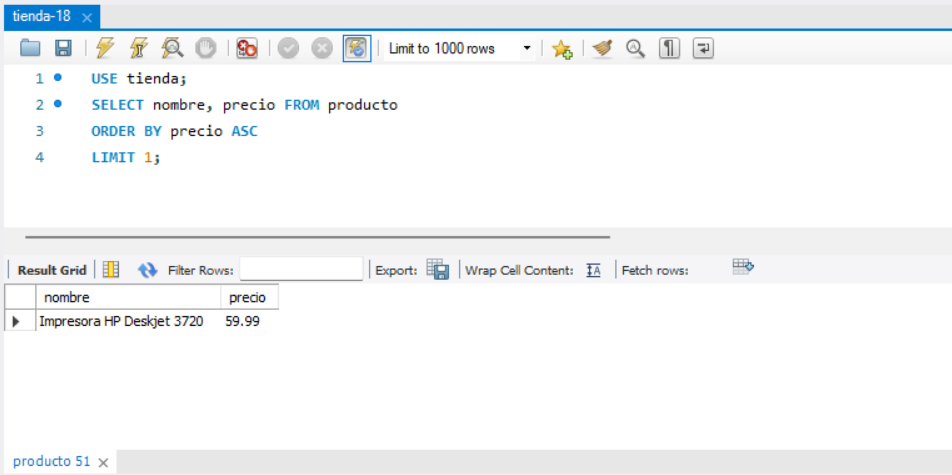 tienda-18
Limit to 1000 rows
1 USE tienda;
2 SELECT nombre, precio FROM producto
3 ORDER BY precio ASC
4 LIMIT 1;
Result Grid Filter Rows: Export: Wrap Cell Content: Fetch rows:
nombre precio
Impresora HP Deskjet 3720 59.99
producto 51